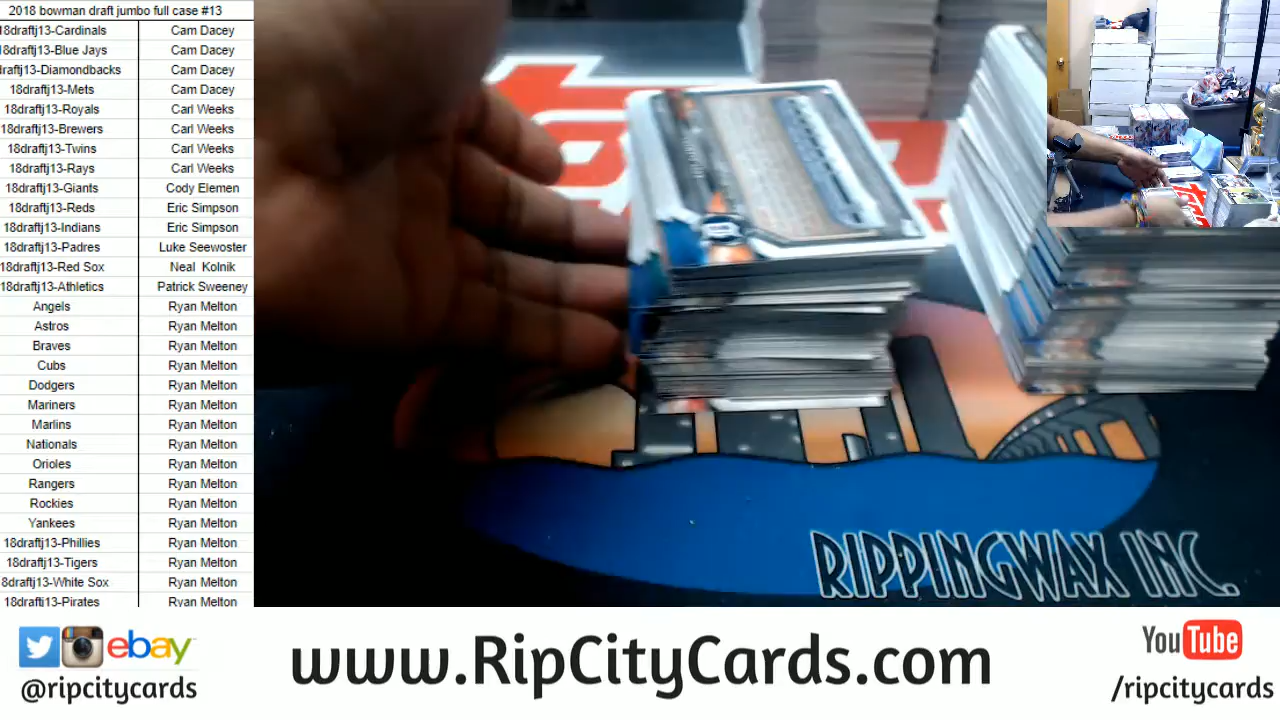 2018 bowman draft jumbo full case #13
18draftj13-Cardinals Cam Dacey
18draftj13-Blue Jays Cam Dacey
draftj13-Diamondbacks Cam Dacey
18draftj13-Mets Cam Dacey
18draftj13-Royals Carl Weeks
18draftj13-Brewers Carl Weeks
18draftj13-Twins Carl Weeks
18draftj13-Rays Carl Weeks
18draftj13-Giants Cody Elemen
18draftj13-Reds Eric Simpson
18draftj13-Indians Eric Simpson
18draftj13-Padres Luke Seewoster
18draftj13-Red Sox Neal Kolnik
18draftj13-Athletics Patrick Sweeney
Angels Ryan Melton
Astros Ryan Melton
Braves Ryan Melton
Cubs Ryan Melton
Dodgers Ryan Melton
Mariners Ryan Melton
Marlins Ryan Melton
Nationals Ryan Melton
Orioles Ryan Melton
Rangers Ryan Melton
Rockies Ryan Melton
Yankees Ryan Melton
18draftj13-Phillies Ryan Melton
18draftj13-Tigers Ryan Melton
8draftj13-White Sox Ryan Melton
18draftj13-Pirates Ryan Melton
RIPPINGWAX INC.
ebay
@ripcitycards
www.RipCityCards.com
YouTube
/ripcitycards